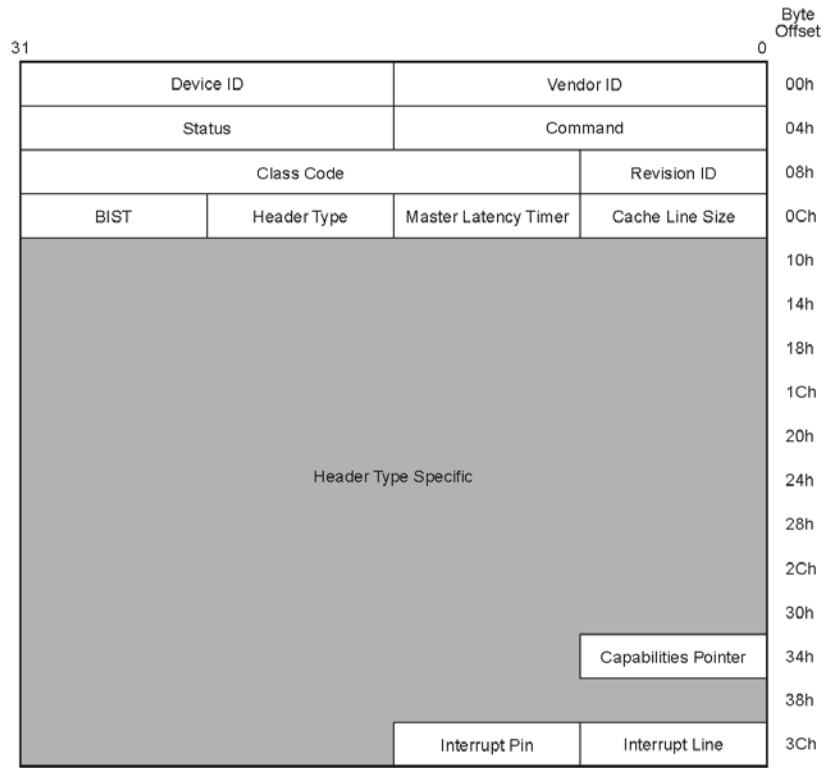 Byte
Offset
31 0
Device ID Vendor ID 00h
Status Command 04h
Class Code Revision ID 08h
BIST Header Type Master Latency Timer Cache Line Size 0Ch
10h
14h
18h
1Ch
20h
Header Type Specific 24h
28h
2Ch
30h
Capabilities Pointer 34h
38h
Interrupt Pin Interrupt Line 3Ch